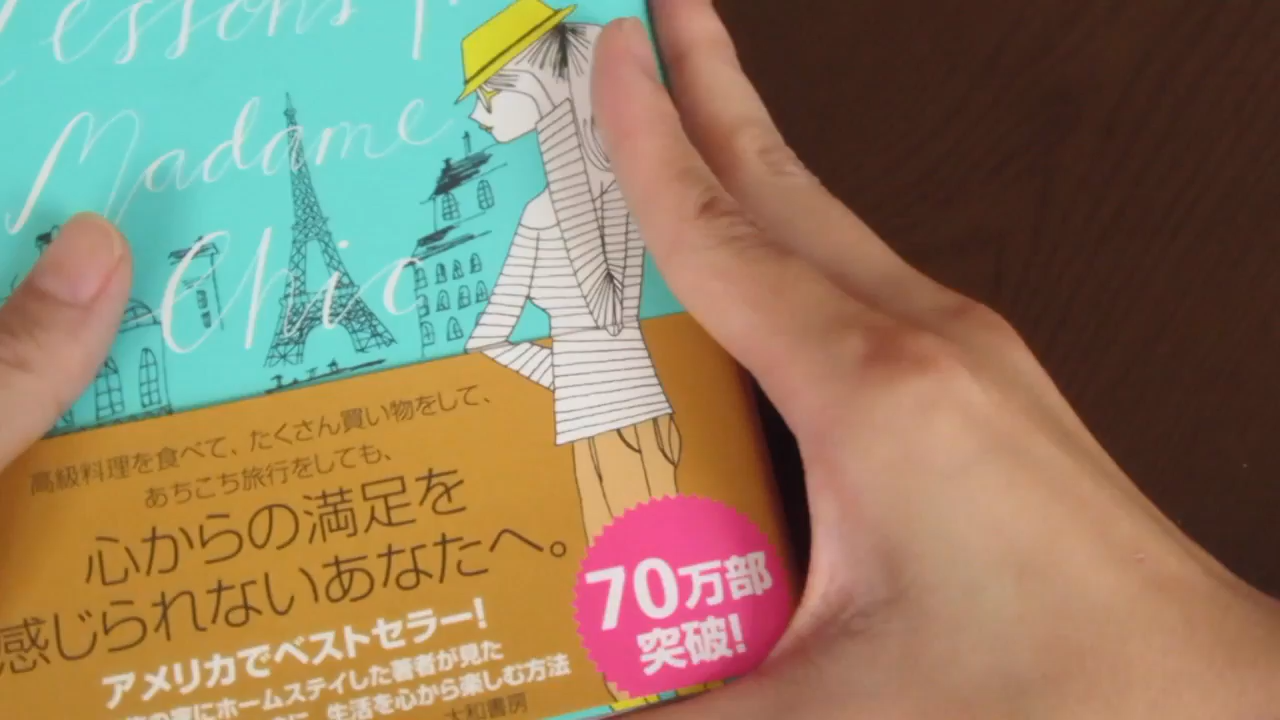 Lessons
Madame
Chic
高級料理を食べて、たくさん買い物をして、
あちこち旅行をしても、
心からの満足を
感じられないあなたへ。
アメリカでベストセラー!
家にホームステイした著者が見た
生活を心から楽しむ方法
大和書房
70万部
突破!